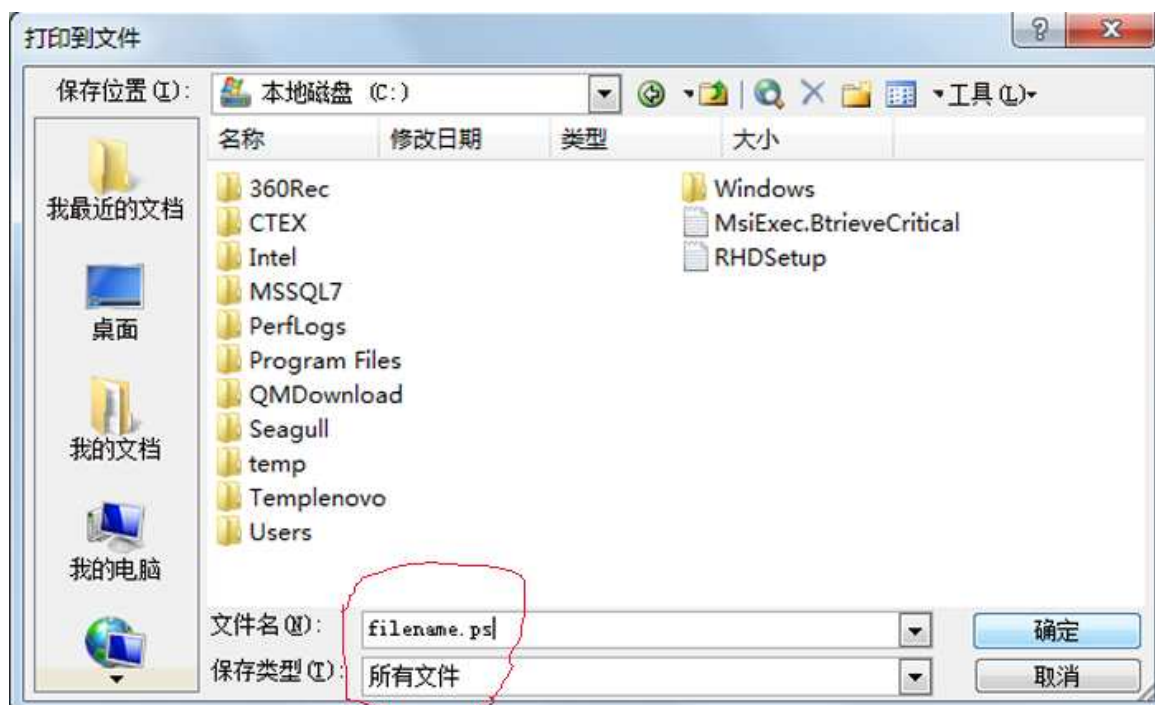 打印到文件
保存位置(I):
本地磁盘 (C:)
工具(L)
名称 修改日期 类型 大小
我最近的文档
桌面
我的文档
我的电脑
360Rec
CTEX
Intel
MSSQL7
PerfLogs
Program Files
QMDownload
Seagull
temp
Templenovo
Users
Windows
MsiExec.BtrieveCritical
RHDSetup
文件名(N): filename.ps 确定
保存类型(T): 所有文件 取消